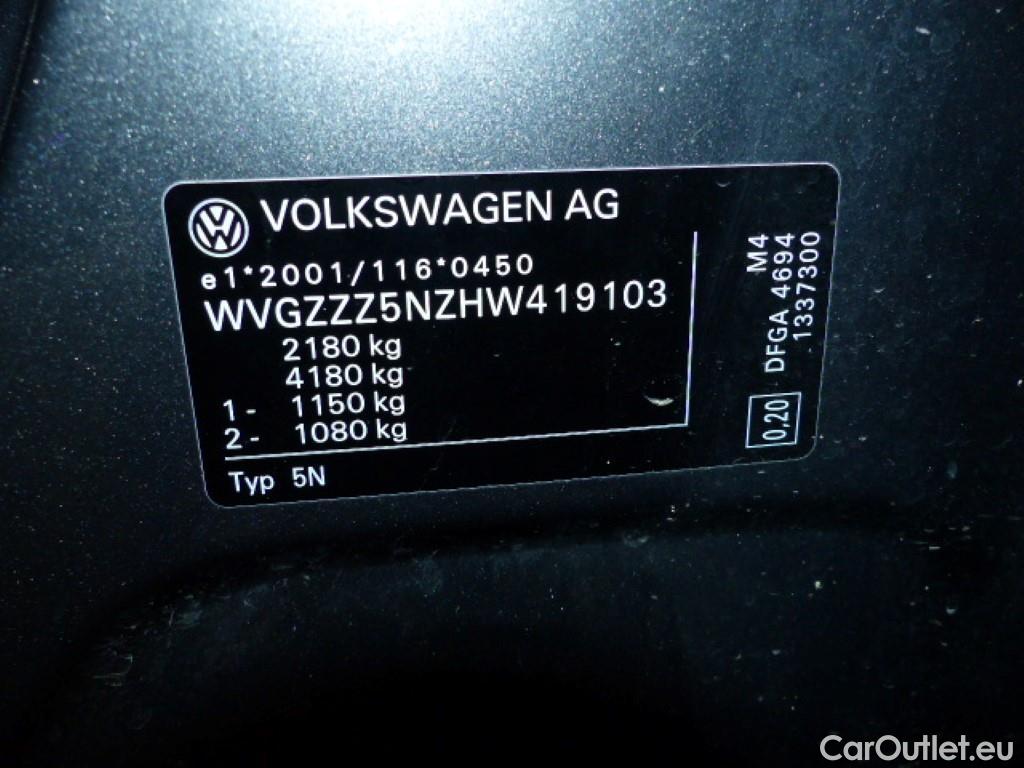 VOLKSWAGEN AG
e1*2001/116*0450
WVGZZZ5NZHW419103
2180 kg
4180 kg
1- 1150 kg
2- 1080 kg
Typ 5N
M4
DFGA 4694
1337300
0,20
CarOutlet.eu